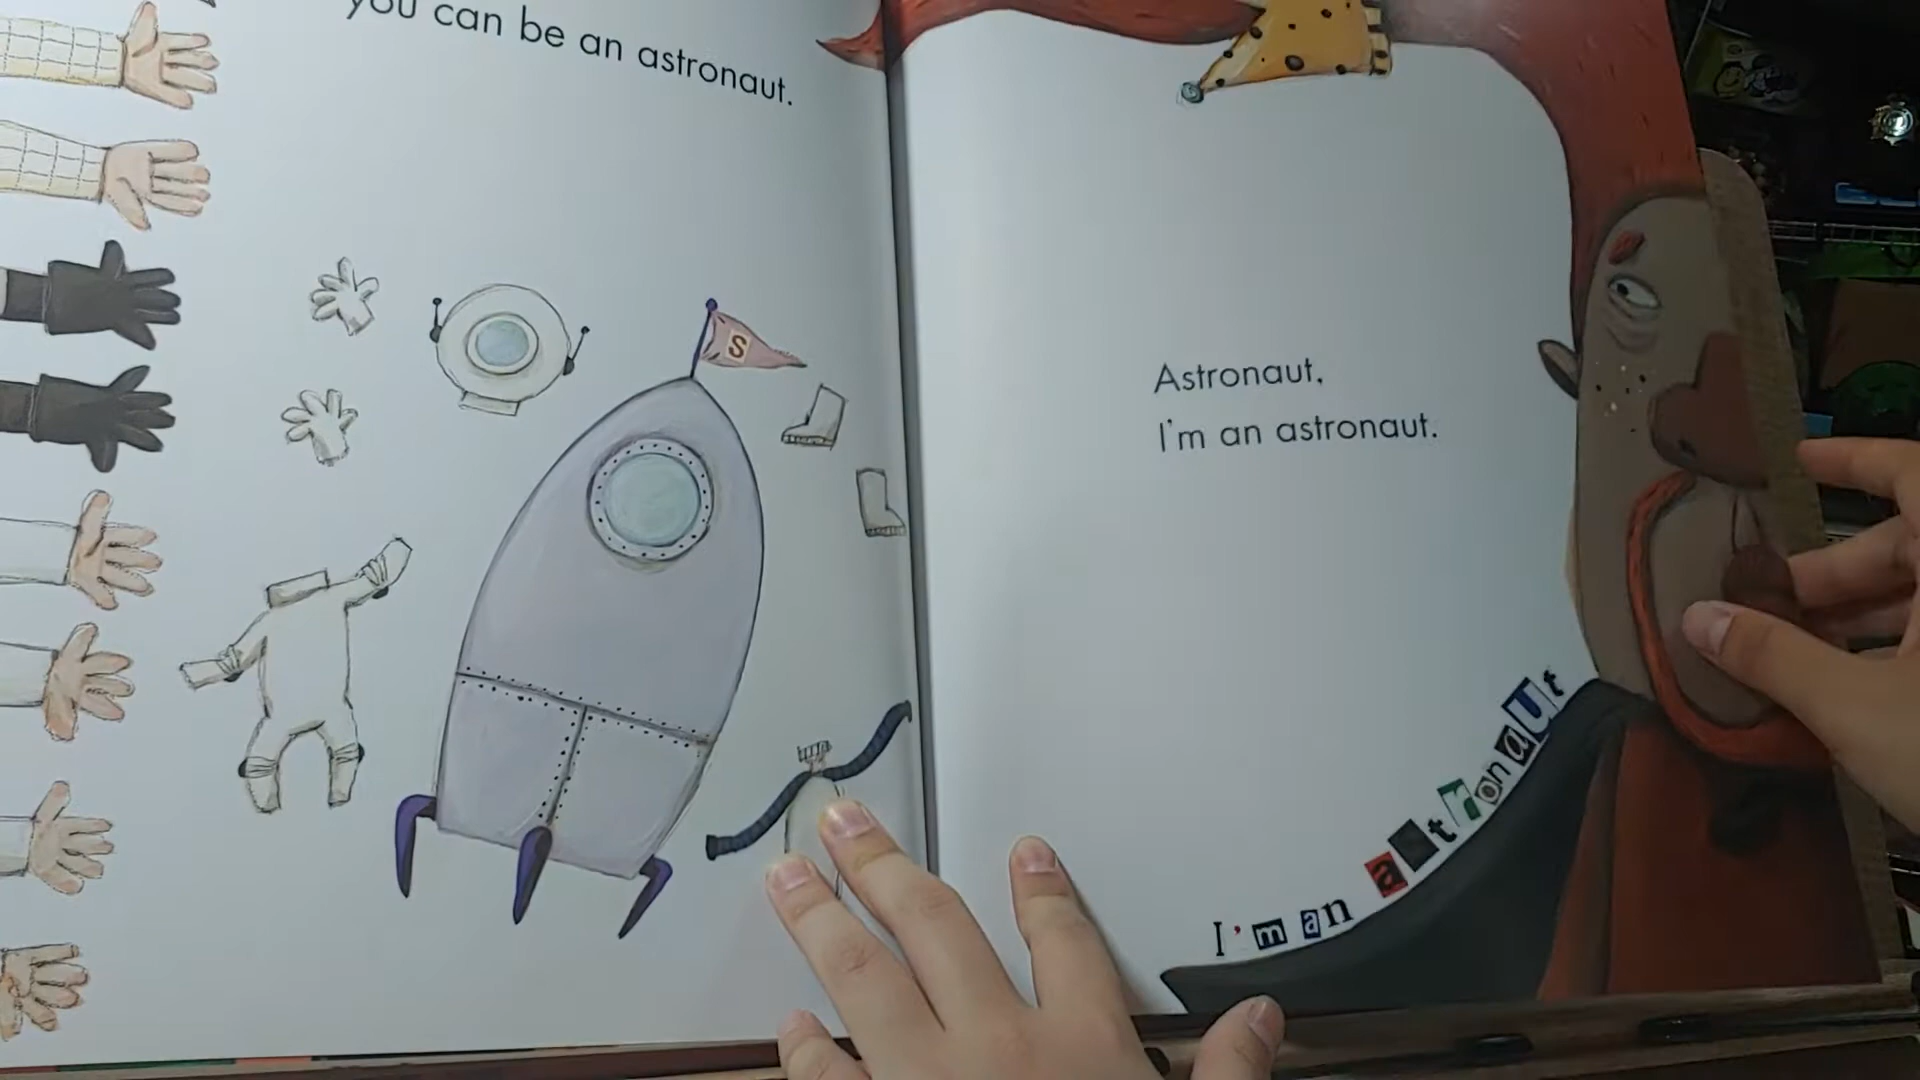 you can be an astronaut.
S
Astronaut,
I'm an astronaut.
I'm an astronaut